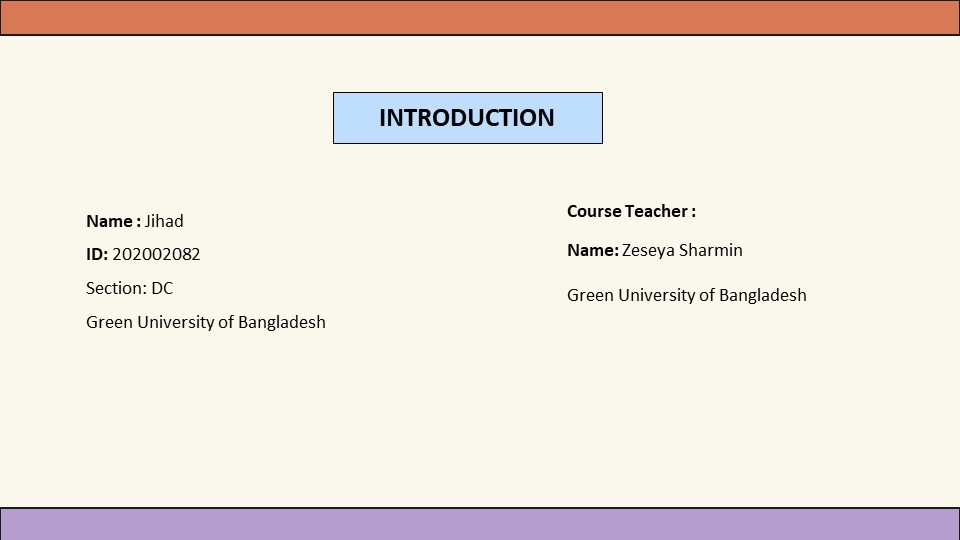 INTRODUCTION
Name : Jihad
ID: 202002082
Section: DC
Green University of Bangladesh
Course Teacher :
Name: Zeseya Sharmin
Green University of Bangladesh